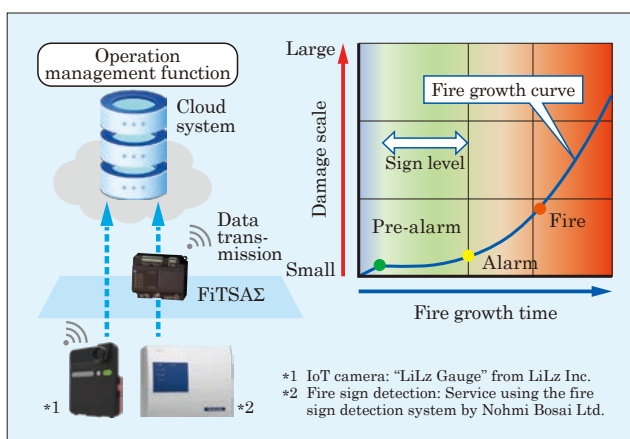 Operation
management function
Cloud
system
Data
trans-
mission
FiTSAΣ
*1
*2
Large
Damage scale
Small
Fire growth curve
Sign level
Pre-alarm
Fire
Alarm
Fire growth time
*1 IoT camera: “LiLz Gauge” from LiLz Inc.
*2 Fire sign detection: Service using the fire
sign detection system by Nohmi Bosai Ltd.